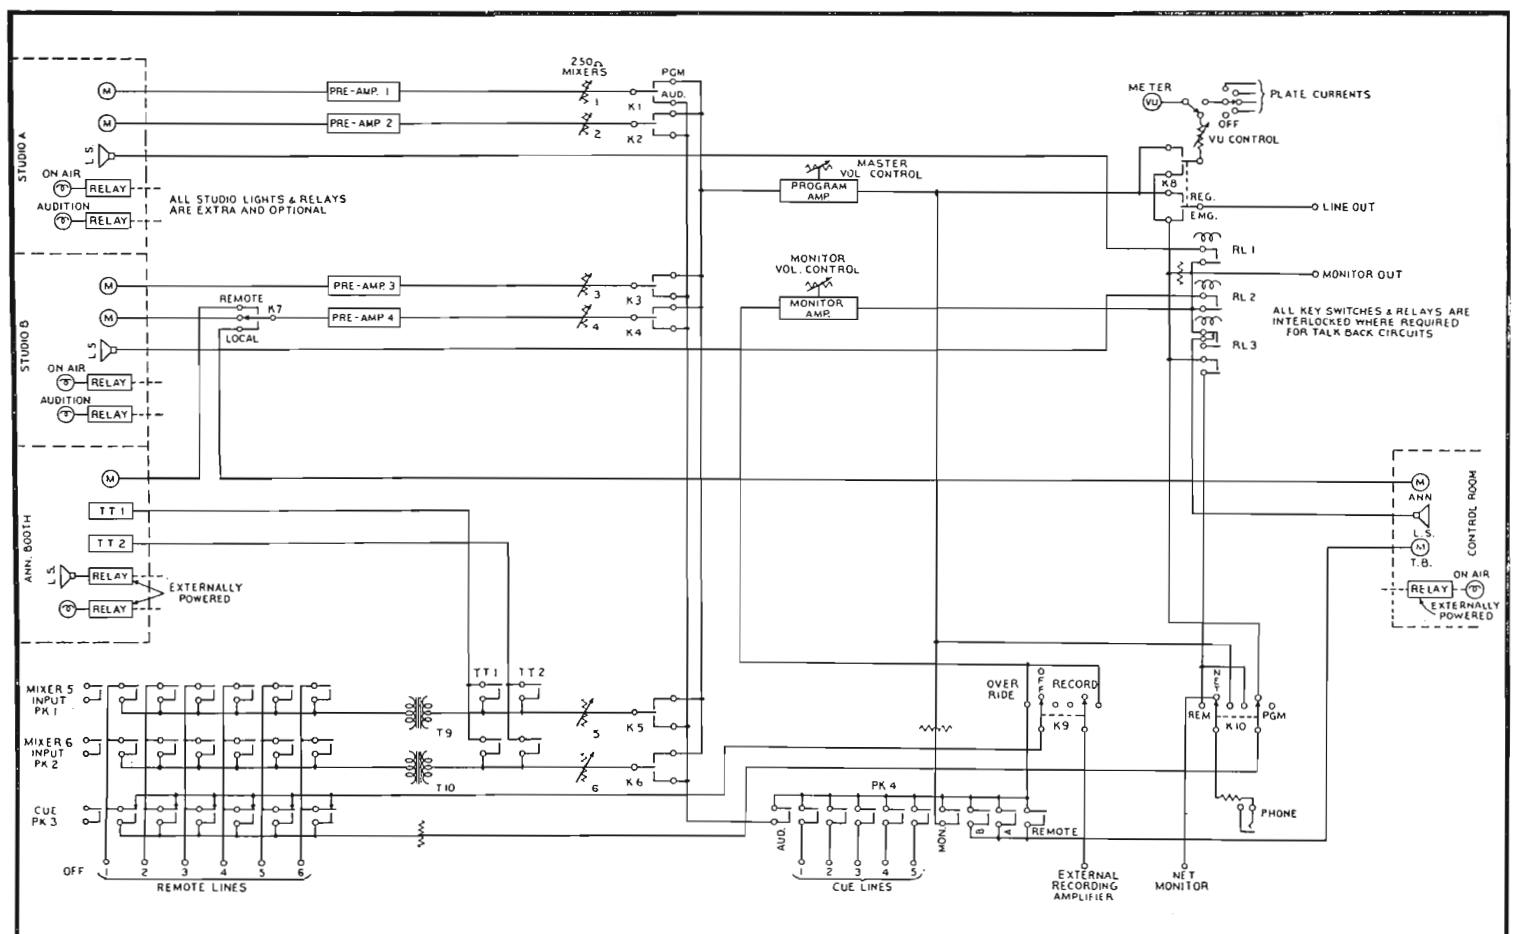 STUDIO A
M
PRE-AMP. 1
250Ω
MIXERS
1
K1
PGM
AUD.
M
PRE-AMP 2
2
K2
L.S.
ON AIR
RELAY
AUDITION
RELAY
ALL STUDIO LIGHTS & RELAYS
ARE EXTRA AND OPTIONAL
MASTER
VOL CONTROL
PROGRAM
AMP
METER
VU
PLATE CURRENTS
OFF
VU CONTROL
K8
REG.
EMG.
LINE OUT
RL 1
MONITOR OUT
RL 2
ALL KEY SWITCHES & RELAYS ARE
INTERLOCKED WHERE REQUIRED
FOR TALK BACK CIRCUITS
RL 3
STUDIO B
M
PRE-AMP. 3
3
K3
REMOTE
K7
M
LOCAL
PRE-AMP 4
4
K4
MONITOR
VOL. CONTROL
MONITOR
AMP.
L.S
ON AIR
RELAY
AUDITION
RELAY
ANN. BOOTH
M
TT 1
TT 2
L.S.
RELAY
EXTERNALLY
POWERED
RELAY
CONTROL ROOM
M
ANN
L.S.
M
T.B.
ON AIR
RELAY
EXTERNALLY
POWERED
MIXER 5
INPUT
PK 1
T9
TT 1
TT 2
5
K5
MIXER 6
INPUT
PK 2
T10
6
K6
CUE
PK 3
OFF
1 2 3 4 5 6
REMOTE LINES
OVER
RIDE
OFF
RECORD
K9
NET
REM
K10
PGM
PHONE
PK 4
AUD.
MON.
B
A
REMOTE
1 2 3 4 5
CUE LINES
EXTERNAL
RECORDING
AMPLIFIER
NET
MONITOR